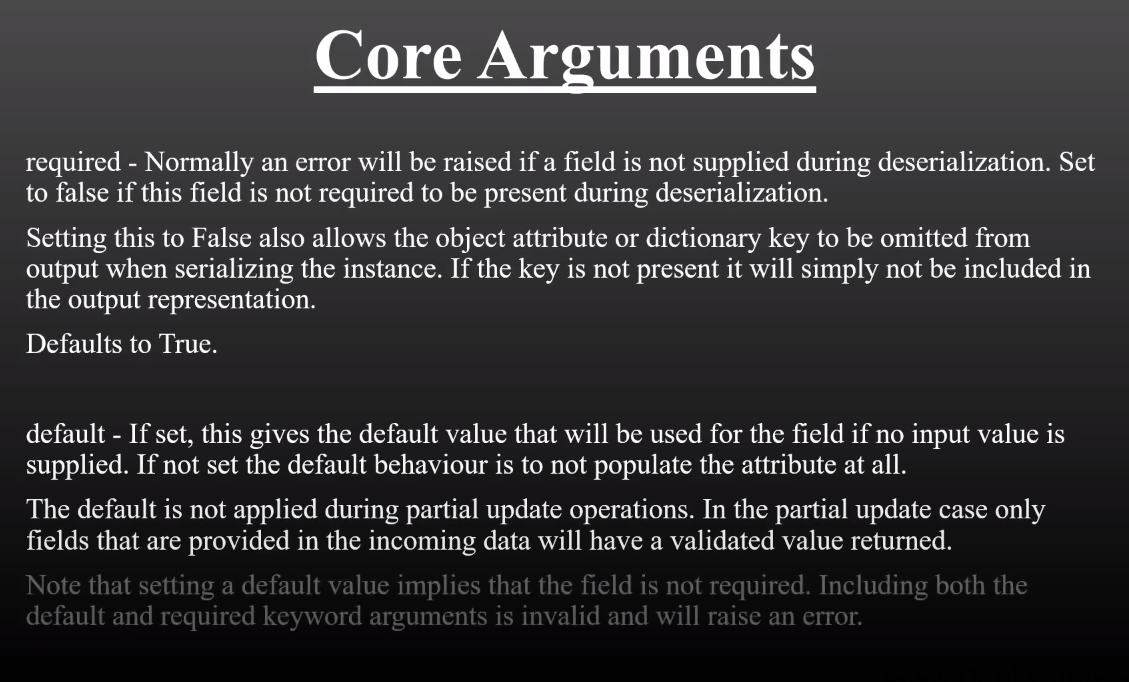 Core Arguments
required - Normally an error will be raised if a field is not supplied during deserialization. Set
to false if this field is not required to be present during deserialization.
Setting this to False also allows the object attribute or dictionary key to be omitted from
output when serializing the instance. If the key is not present it will simply not be included in
the output representation.
Defaults to True.
default - If set, this gives the default value that will be used for the field if no input value is
supplied. If not set the default behaviour is to not populate the attribute at all.
The default is not applied during partial update operations. In the partial update case only
fields that are provided in the incoming data will have a validated value returned.
Note that setting a default value implies that the field is not required. Including both the
default and required keyword arguments is invalid and will raise an error.